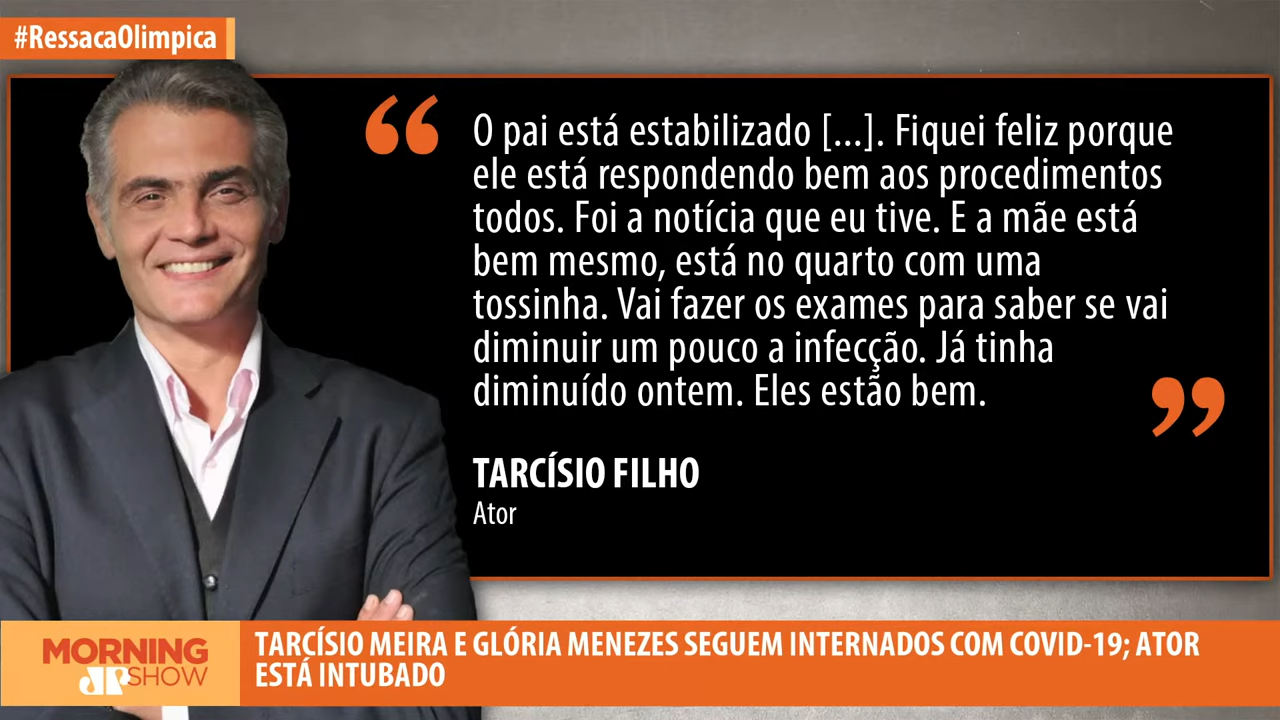 #RessacaOlimpica
“
O pai está estabilizado [...]. Fiquei feliz porque
ele está respondendo bem aos procedimentos
todos. Foi a notícia que eu tive. E a mãe está
bem mesmo, está no quarto com uma
tossinha. Vai fazer os exames para saber se vai
diminuir um pouco a infecção. Já tinha
diminuído ontem. Eles estão bem.
”
TARCÍSIO FILHO
Ator
MORNING
JP SHOW
TARCÍSIO MEIRA E GLÓRIA MENEZES SEGUEM INTERNADOS COM COVID-19; ATOR
ESTÁ INTUBADO